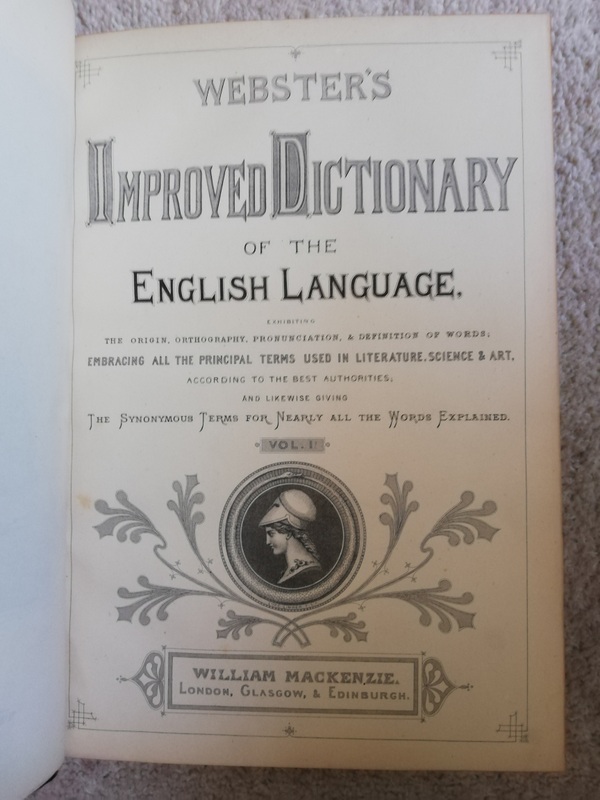 WEBSTER'S
IMPROVED DICTIONARY
OF THE
ENGLISH LANGUAGE,
EXHIBITING
THE ORIGIN, ORTHOGRAPHY, PRONUNCIATION, & DEFINITION OF WORDS;
EMBRACING ALL THE PRINCIPAL TERMS USED IN LITERATURE, SCIENCE & ART,
ACCORDING TO THE BEST AUTHORITIES;
AND LIKEWISE GIVING
THE SYNONYMOUS TERMS FOR NEARLY ALL THE WORDS EXPLAINED.
VOL. I.
WILLIAM MACKENZIE,
LONDON, GLASGOW, & EDINBURGH.